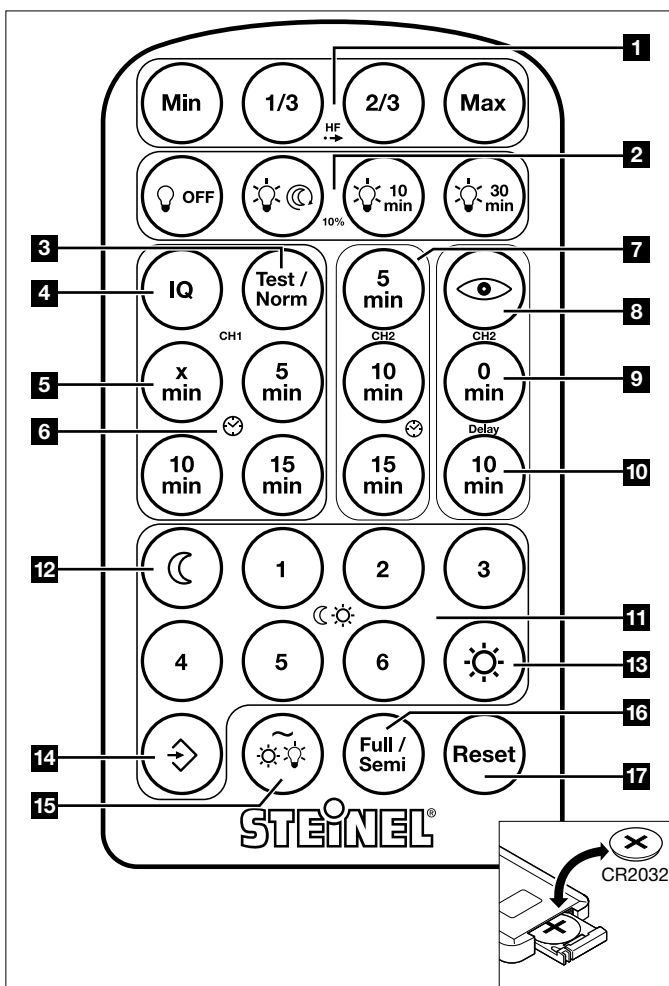 1
Min 1/3 2/3 Max
HF
2
OFF 10 min 30 min
10%
3
7
4
IQ Test / Norm 5 min
8
CH1 CH2 CH2
5
x min 5 min 10 min 0 min
9
6
Delay
10 min 15 min 15 min 10 min
10
12
1 2 3
11
4 5 6
13
16
14
Full / Semi Reset
17
15
STEINEL®
CR2032